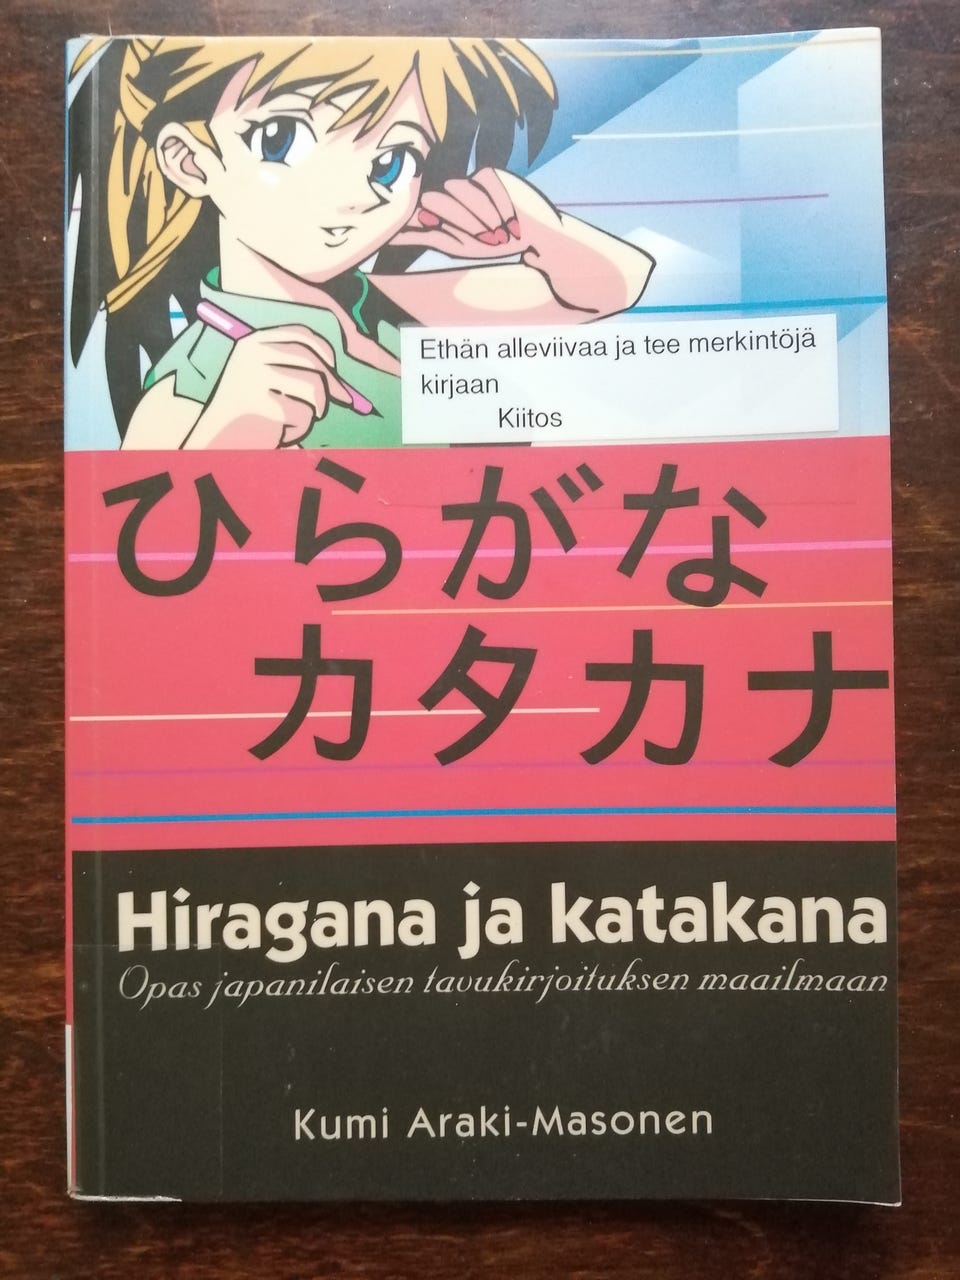 Ethän alleviivaa ja tee merkintöjä
kirjaan
Kiitos
ひらがな
カタカナ
Hiragana ja katakana
Opas japanilaisen tavukirjoituksen maailmaan
Kumi Araki-Masonen